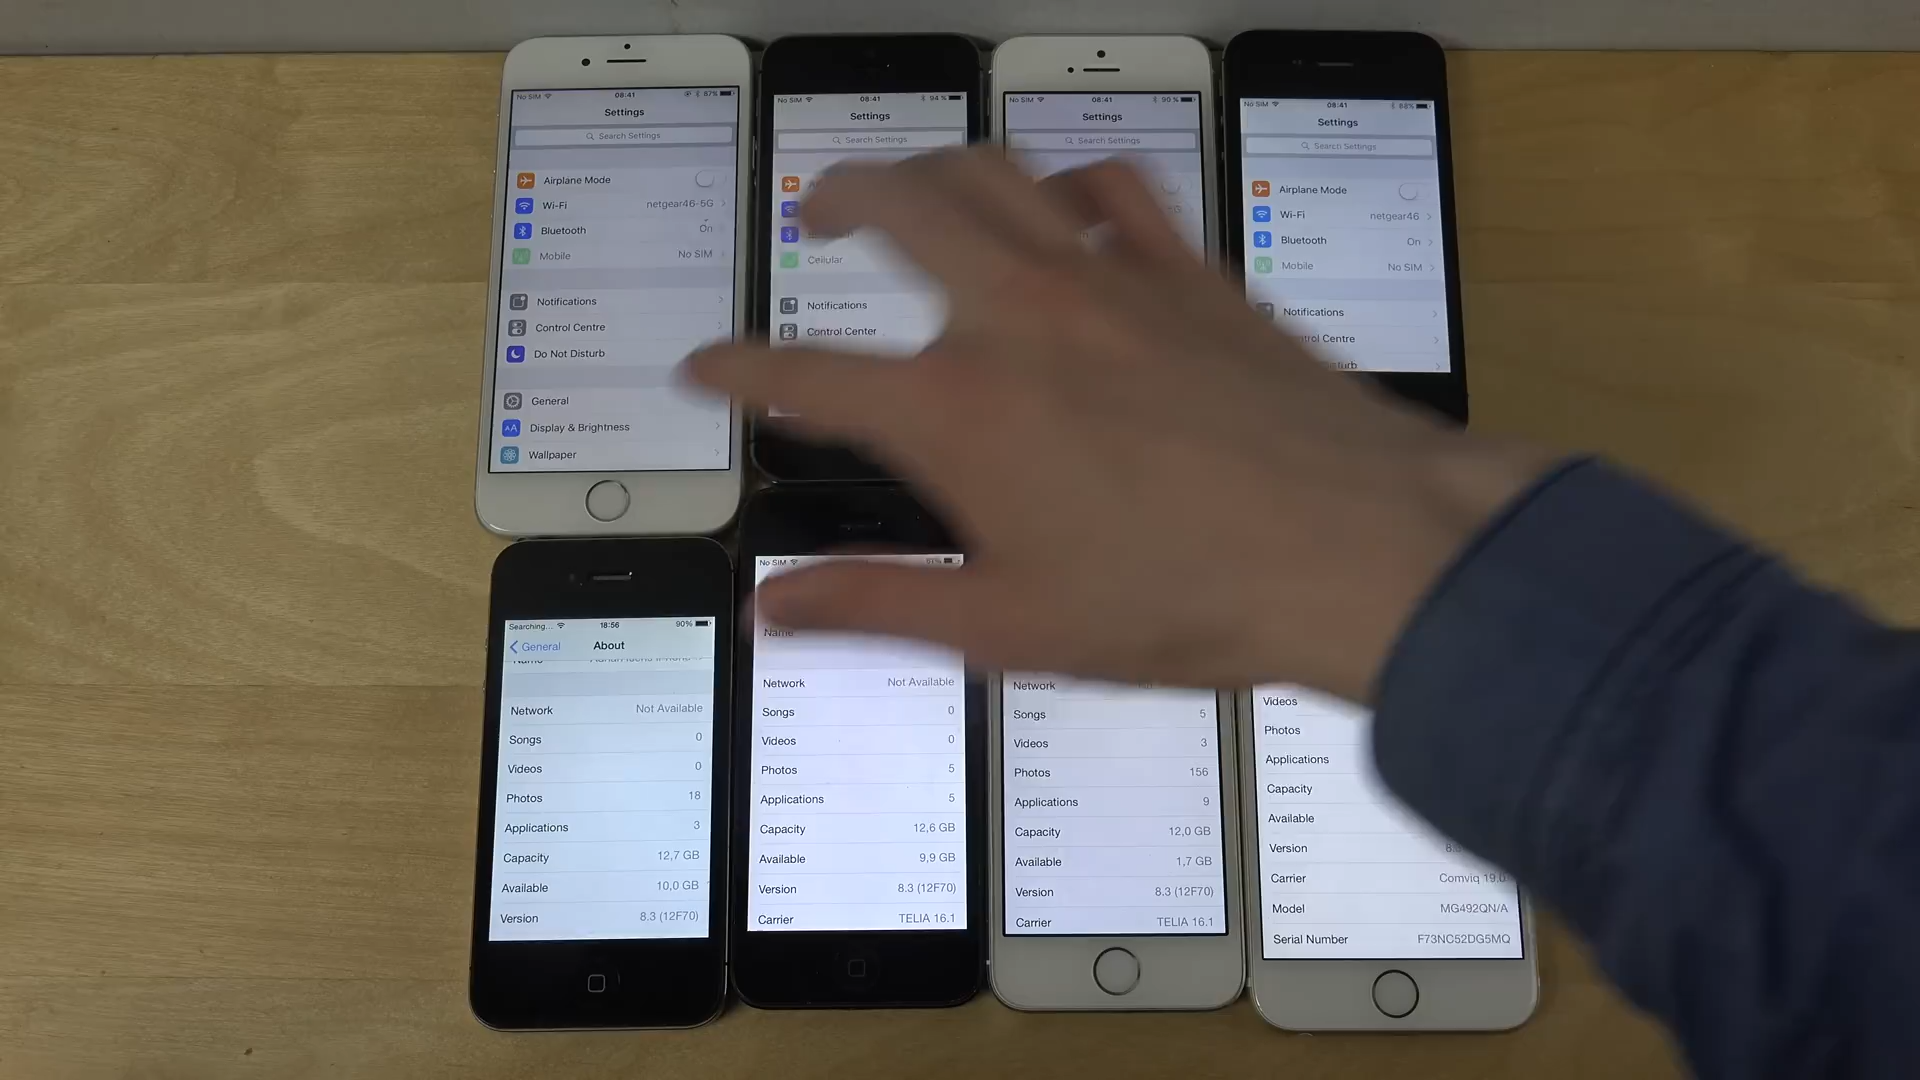 No SIM 08:41 67%
Settings
Search Settings
Airplane Mode
Wi-Fi netgear46-5G
Bluetooth On
Mobile No SIM
Notifications
Control Centre
Do Not Disturb
General
AA Display & Brightness
Wallpaper
No SIM 08:41 94%
Settings
Search Settings
Cellular
Notifications
Control Center
No SIM 08:41 90%
Settings
Search Settings
No SIM 08:41 88%
Settings
Search Settings
Airplane Mode
Wi-Fi netgear46
Bluetooth On
Mobile No SIM
Notifications
Searching... 18:56 90%
General About
Name
Network Not Available
Songs 0
Videos 0
Photos 18
Applications 3
Capacity 12,7 GB
Available 10,0 GB
Version 8.3 (12F70)
No SIM
Name
Network Not Available
Songs 0
Videos 0
Photos 5
Applications 5
Capacity 12,6 GB
Available 9,9 GB
Version 8.3 (12F70)
Carrier TELIA 16.1
Network
Songs 5
Videos 3
Photos 156
Applications 9
Capacity 12,0 GB
Available 1,7 GB
Version 8.3 (12F70)
Carrier TELIA 16.1
Videos
Photos
Applications
Capacity
Available
Version
Carrier Comviq 19.0
Model MG492QN/A
Serial Number F73NC52DG5MQ